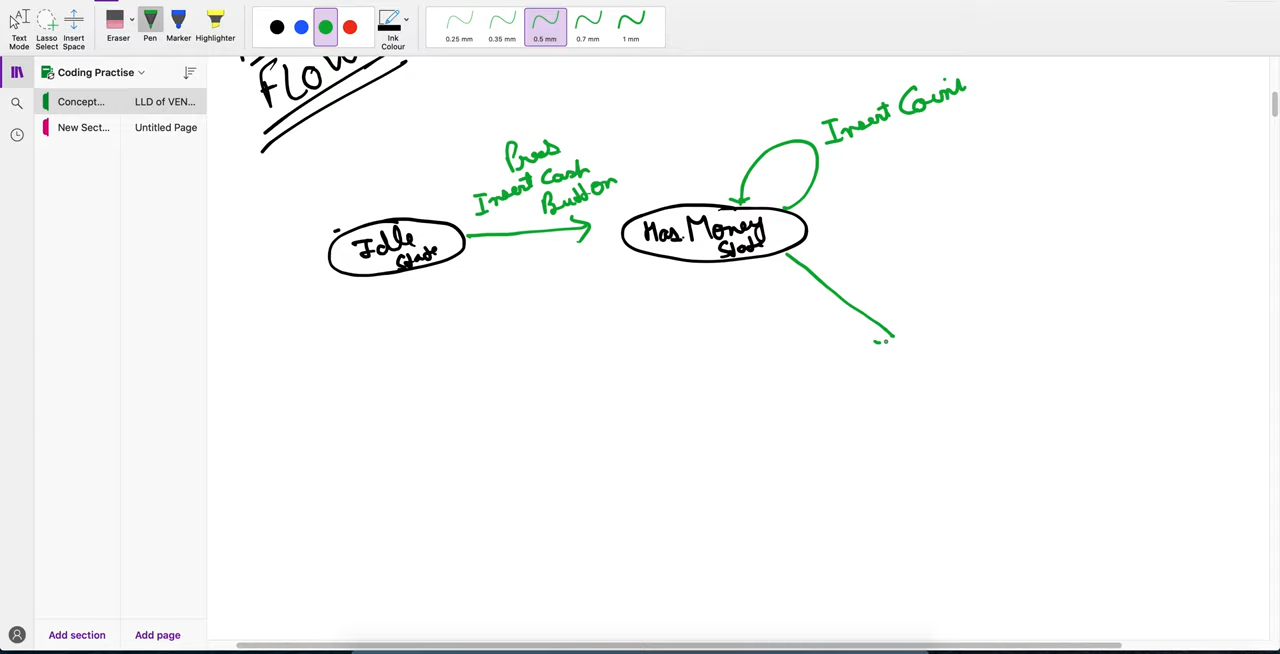 Text Mode
Lasso Select
Insert Space
Eraser
Pen
Marker
Highlighter
Ink Colour
0.25 mm
0.35 mm
0.5 mm
0.7 mm
1 mm
Coding Practise
Concept...
LLD of VEN...
New Sect...
Untitled Page
FLOW
Press
Insert Cash
Button
Idle
State
Insert Coins
Has Money
State
Add section
Add page